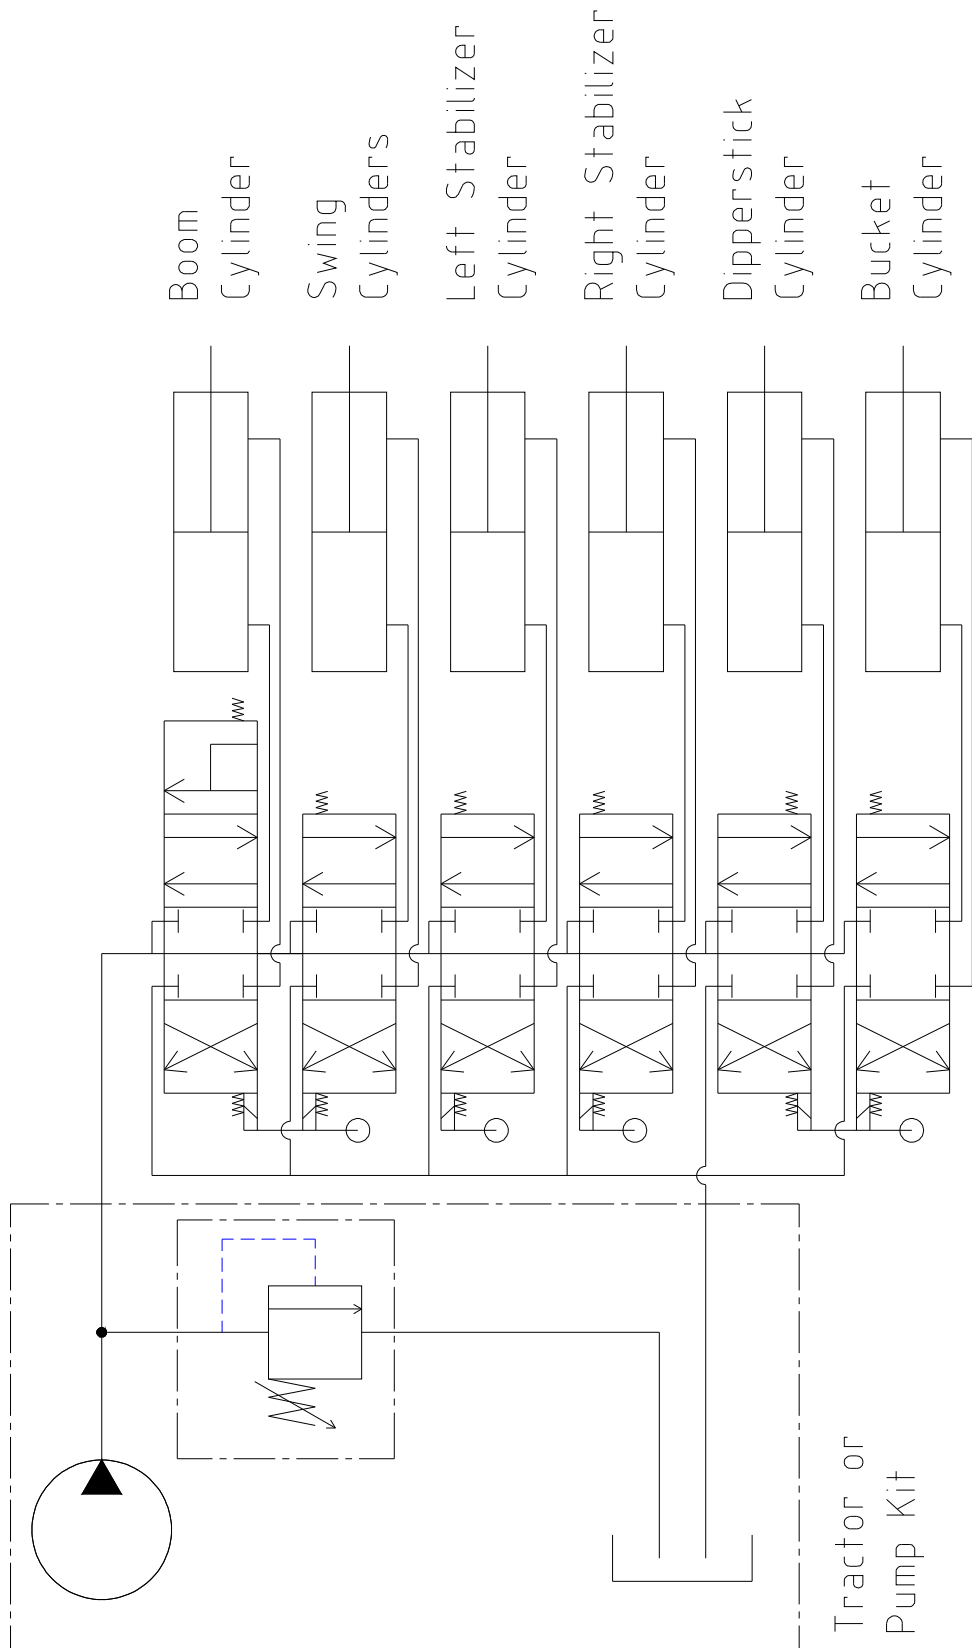 Boom
Cylinder
Swing
Cylinders
Left Stabilizer
Cylinder
Right Stabilizer
Cylinder
Dipperstick
Cylinder
Bucket
Cylinder
Tractor or
Pump Kit